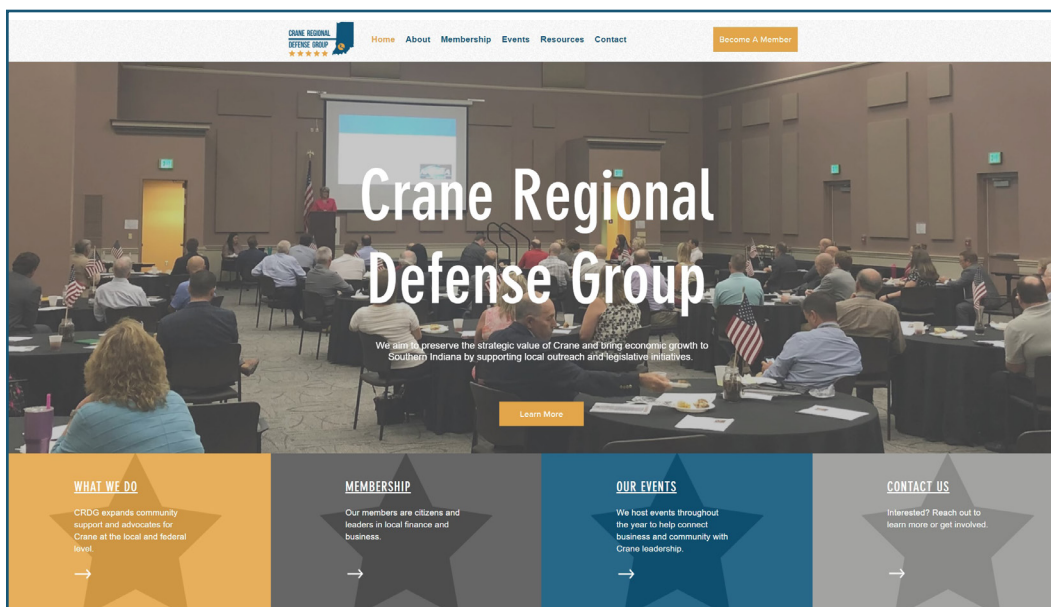 CRANE REGIONAL
DEFENSE GROUP
Home About Membership Events Resources Contact
Become A Member
Crane Regional
Defense Group
We aim to preserve the strategic value of Crane and bring economic growth to
Southern Indiana by supporting local outreach and legislative initiatives.
Learn More
WHAT WE DO
CRDG expands community
support and advocates for
Crane at the local and federal
level.
MEMBERSHIP
Our members are citizens and
leaders in local finance and
business.
OUR EVENTS
We host events throughout
the year to help connect
business and community with
Crane leadership.
CONTACT US
Interested? Reach out to
learn more or get involved.